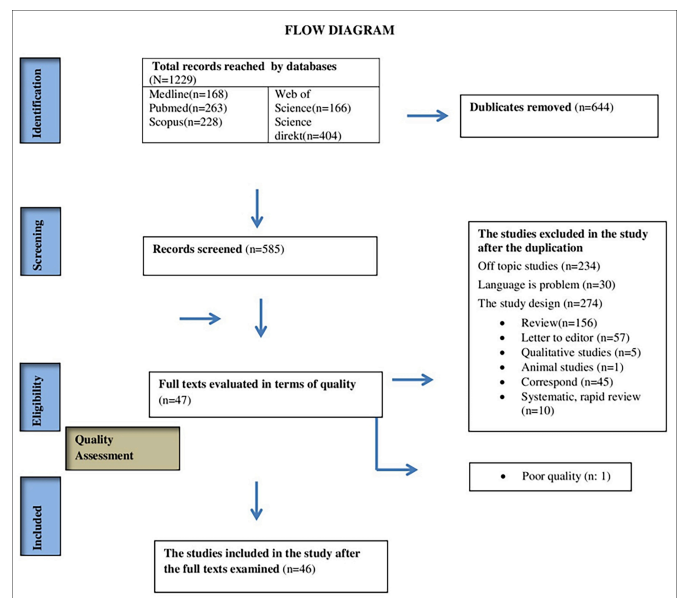 FLOW DIAGRAM
Identification
Total records reached by databases
(N=1229)
Medline(n=168)
Pubmed(n=263)
Scopus(n=228)
Web of
Science(n=166)
Science
direkt(n=404)
Dublicates removed (n=644)
Screening
Records screened (n=585)
The studies excluded in the study
after the duplication
Off topic studies (n=234)
Language is problem (n=30)
The study design (n=274)
• Review(n=156)
• Letter to editor (n=57)
• Qualitative studies (n=5)
• Animal studies (n=1)
• Correspond (n=45)
• Systematic, rapid review
(n=10)
Eligibility
Full texts evaluated in terms of quality
(n=47)
Quality
Assessment
• Poor quality (n: 1)
Included
The studies included in the study after
the full texts examined (n=46)